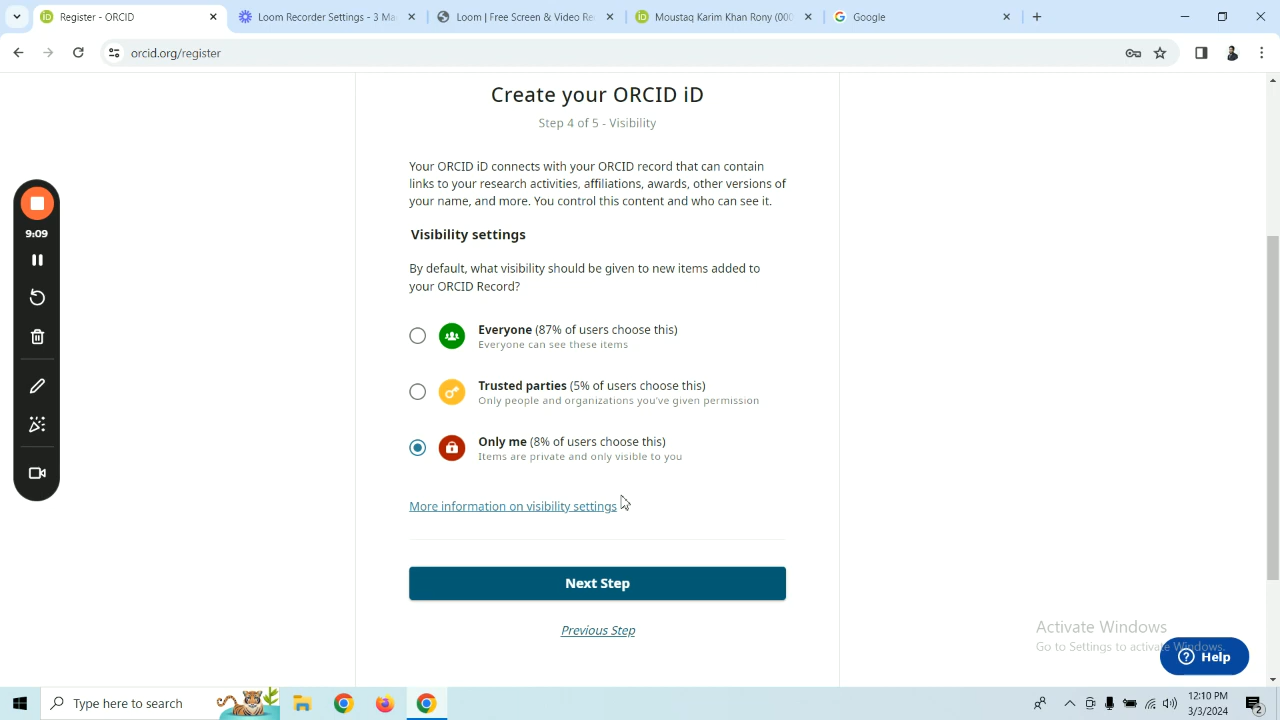 Register - ORCID
Loom Recorder Settings - 3 Ma
Loom | Free Screen & Video Re
Moustaq Karim Khan Rony (000
Google
orcid.org/register
Create your ORCID iD
Step 4 of 5 - Visibility
Your ORCID iD connects with your ORCID record that can contain
links to your research activities, affiliations, awards, other versions of
your name, and more. You control this content and who can see it.
Visibility settings
By default, what visibility should be given to new items added to
your ORCID Record?
Everyone (87% of users choose this)
Everyone can see these items
Trusted parties (5% of users choose this)
Only people and organizations you've given permission
Only me (8% of users choose this)
Items are private and only visible to you
More information on visibility settings
Next Step
Previous Step
9:09
Activate Windows
Go to Settings to activate Windows.
Help
Type here to search
12:10 PM
3/3/2024
2